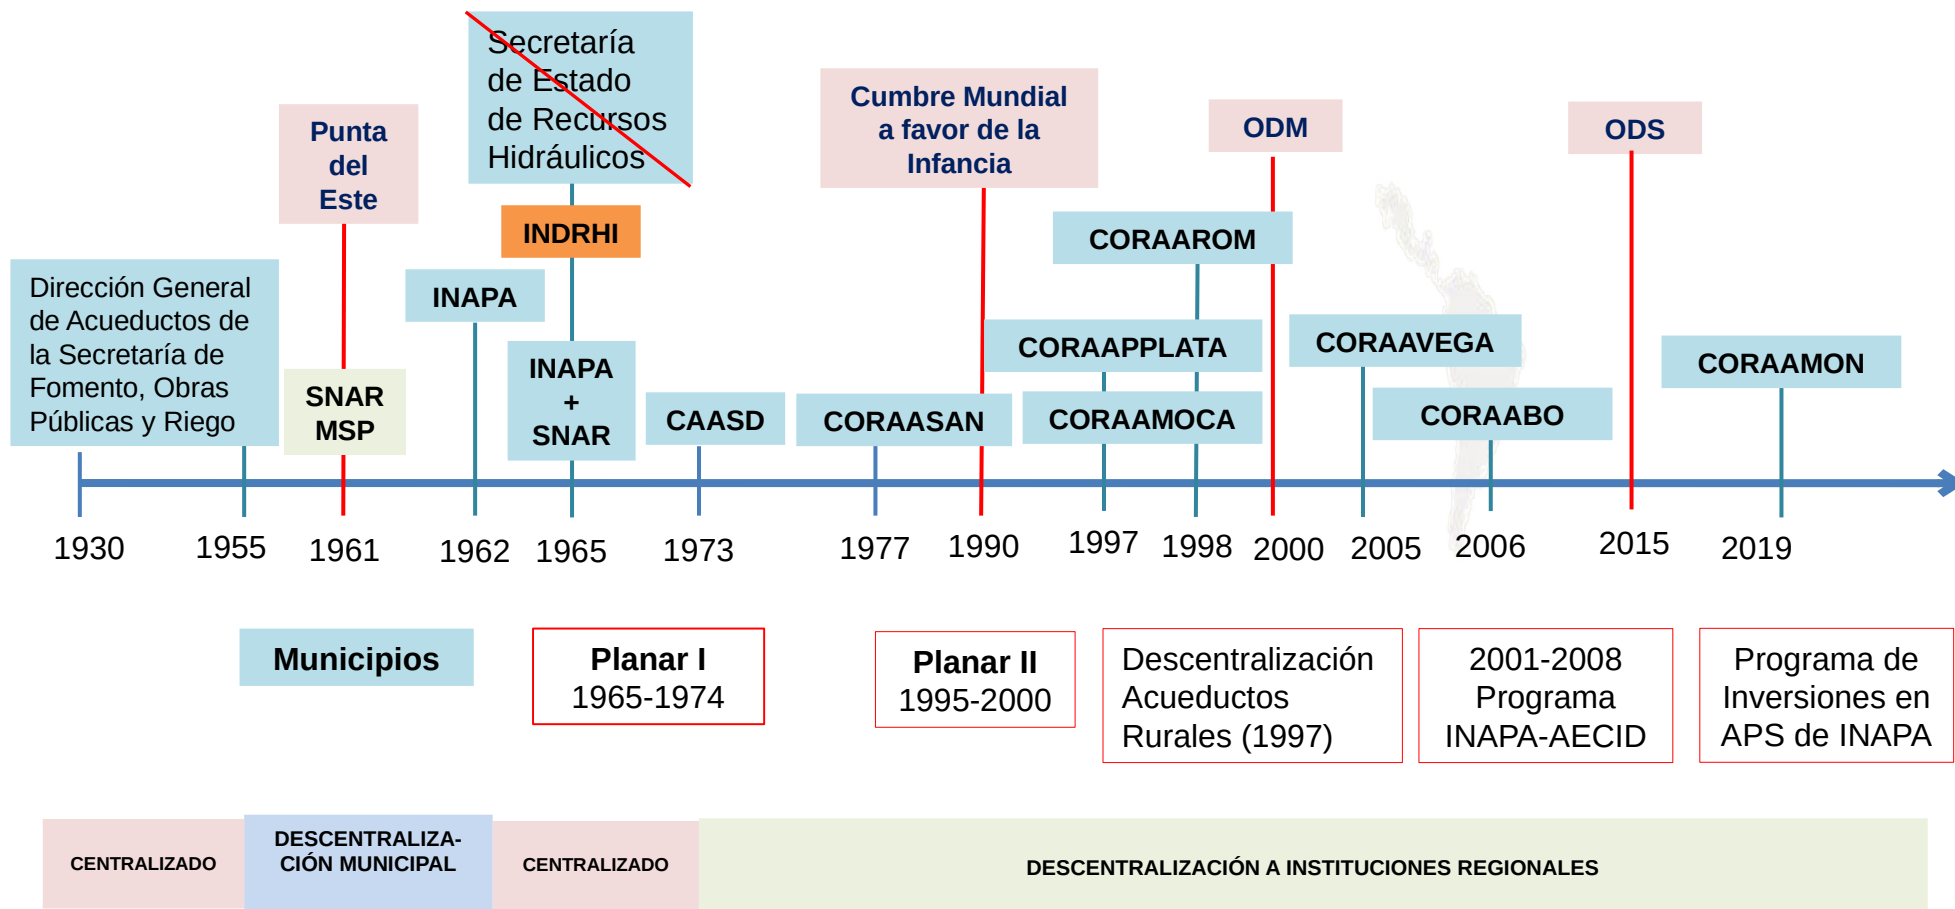 Secretaría
de Estado
de Recursos
Hidráulicos
Cumbre Mundial
a favor de la
Infancia
ODM
ODS
Punta
del
Este
INDRHI
CORAAROM
Dirección General
de Acueductos de
la Secretaría de
Fomento, Obras
Públicas y Riego
INAPA
SNAR
MSP
INAPA
+
SNAR
CAASD
CORAASAN
CORAAPPLATA
CORAAMOCA
CORAAVEGA
CORAABO
CORAAMON
1930
1955
1961
1962
1965
1973
1977
1990
1997
1998
2000
2005
2006
2015
2019
Municipios
Planar I
1965-1974
Planar II
1995-2000
Descentralización
Acueductos
Rurales (1997)
2001-2008
Programa
INAPA-AECID
Programa de
Inversiones en
APS de INAPA
CENTRALIZADO
DESCENTRALIZA-
CIÓN MUNICIPAL
CENTRALIZADO
DESCENTRALIZACIÓN A INSTITUCIONES REGIONALES